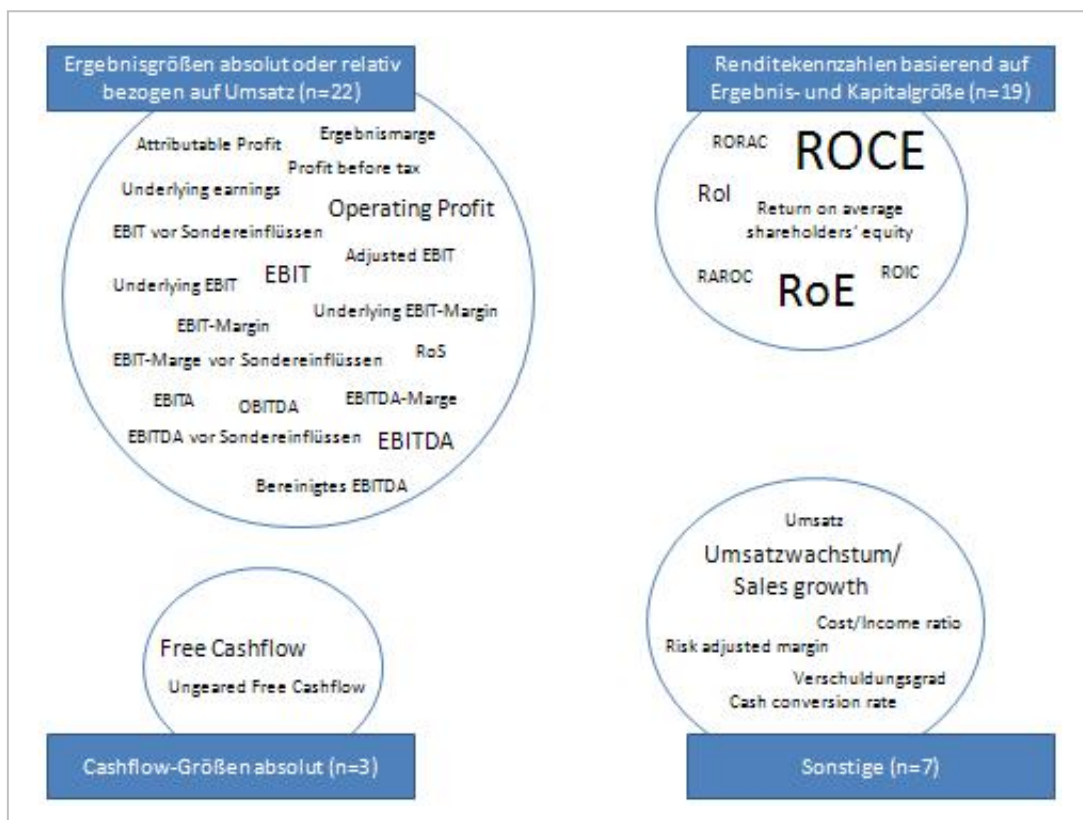 Ergebnisgrößen absolut oder relativ
bezogen auf Umsatz (n=22)
Attributable Profit
Ergebnismarge
Profit before tax
Underlying earnings
Operating Profit
EBIT vor Sondereinflüssen
Adjusted EBIT
EBIT
Underlying EBIT
Underlying EBIT-Margin
EBIT-Margin
RoS
EBIT-Marge vor Sondereinflüssen
EBITA
OBITDA
EBITDA-Marge
EBITDA vor Sondereinflüssen
EBITDA
Bereinigtes EBITDA
Renditekennzahlen basierend auf
Ergebnis- und Kapitalgröße (n=19)
RORAC
ROCE
RoI
Return on average
shareholders' equity
RAROC
RoE
ROIC
Free Cashflow
Ungeared Free Cashflow
Cashflow-Größen absolut (n=3)
Umsatz
Umsatzwachstum/
Sales growth
Cost/Income ratio
Risk adjusted margin
Verschuldungsgrad
Cash conversion rate
Sonstige (n=7)